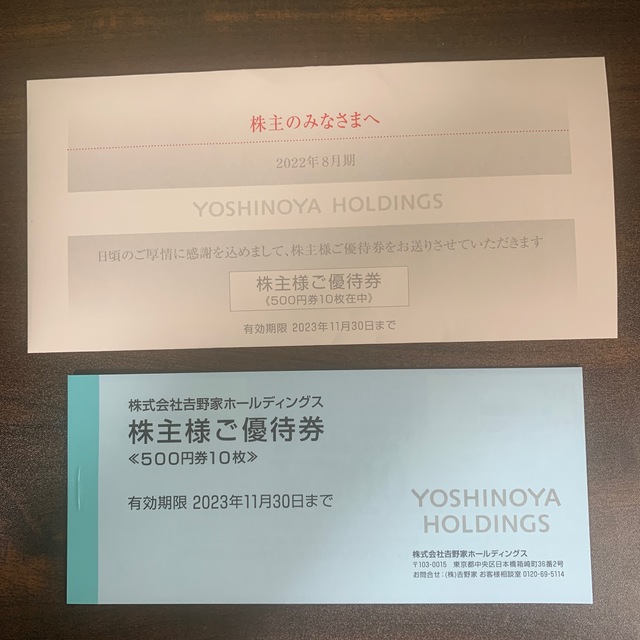 株主のみなさまへ
2022年8月期
YOSHINOYA HOLDINGS
日頃のご厚情に感謝を込めまして、株主様ご優待券をお送りさせていただきます
株主様ご優待券
《500円券10枚在中》
有効期限 2023年11月30日まで
株式会社𠮷野家ホールディングス
株主様ご優待券
≪500円券10枚≫
有効期限 2023年11月30日まで
YOSHINOYA
HOLDINGS
株式会社𠮷野家ホールディングス
〒103-0015 東京都中央区日本橋箱崎町36番2号
お問合せ:(株)𠮷野家 お客様相談室 0120-69-5114